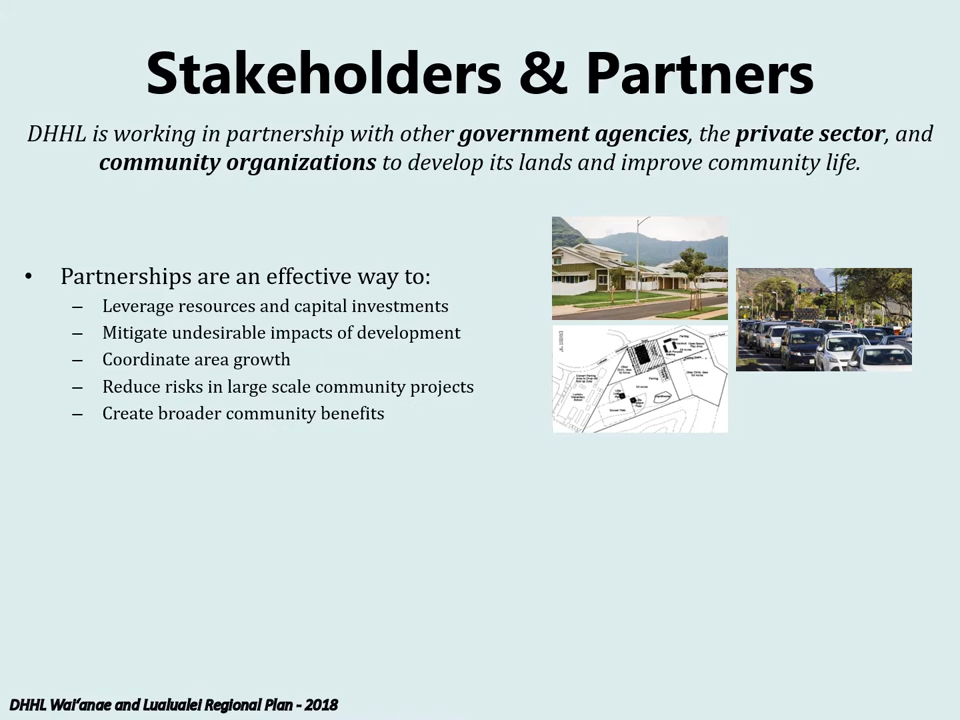 Stakeholders & Partners
DHHL is working in partnership with other government agencies, the private sector, and
community organizations to develop its lands and improve community life.
• Partnerships are an effective way to:
– Leverage resources and capital investments
– Mitigate undesirable impacts of development
– Coordinate area growth
– Reduce risks in large scale community projects
– Create broader community benefits
DHHL Wai‘anae and Lualualei Regional Plan - 2018